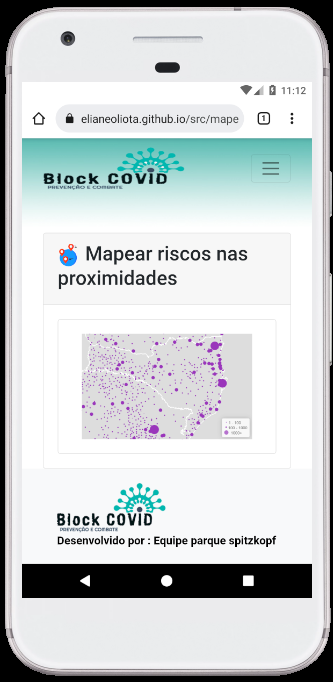 11:12
elianeoliota.github.io/src/mape
1
Block COVID
PREVENÇÃO E COMBATE
Mapear riscos nas
proximidades
Block COVID
PREVENÇÃO E COMBATE
Desenvolvido por : Equipe parque spitzkopf